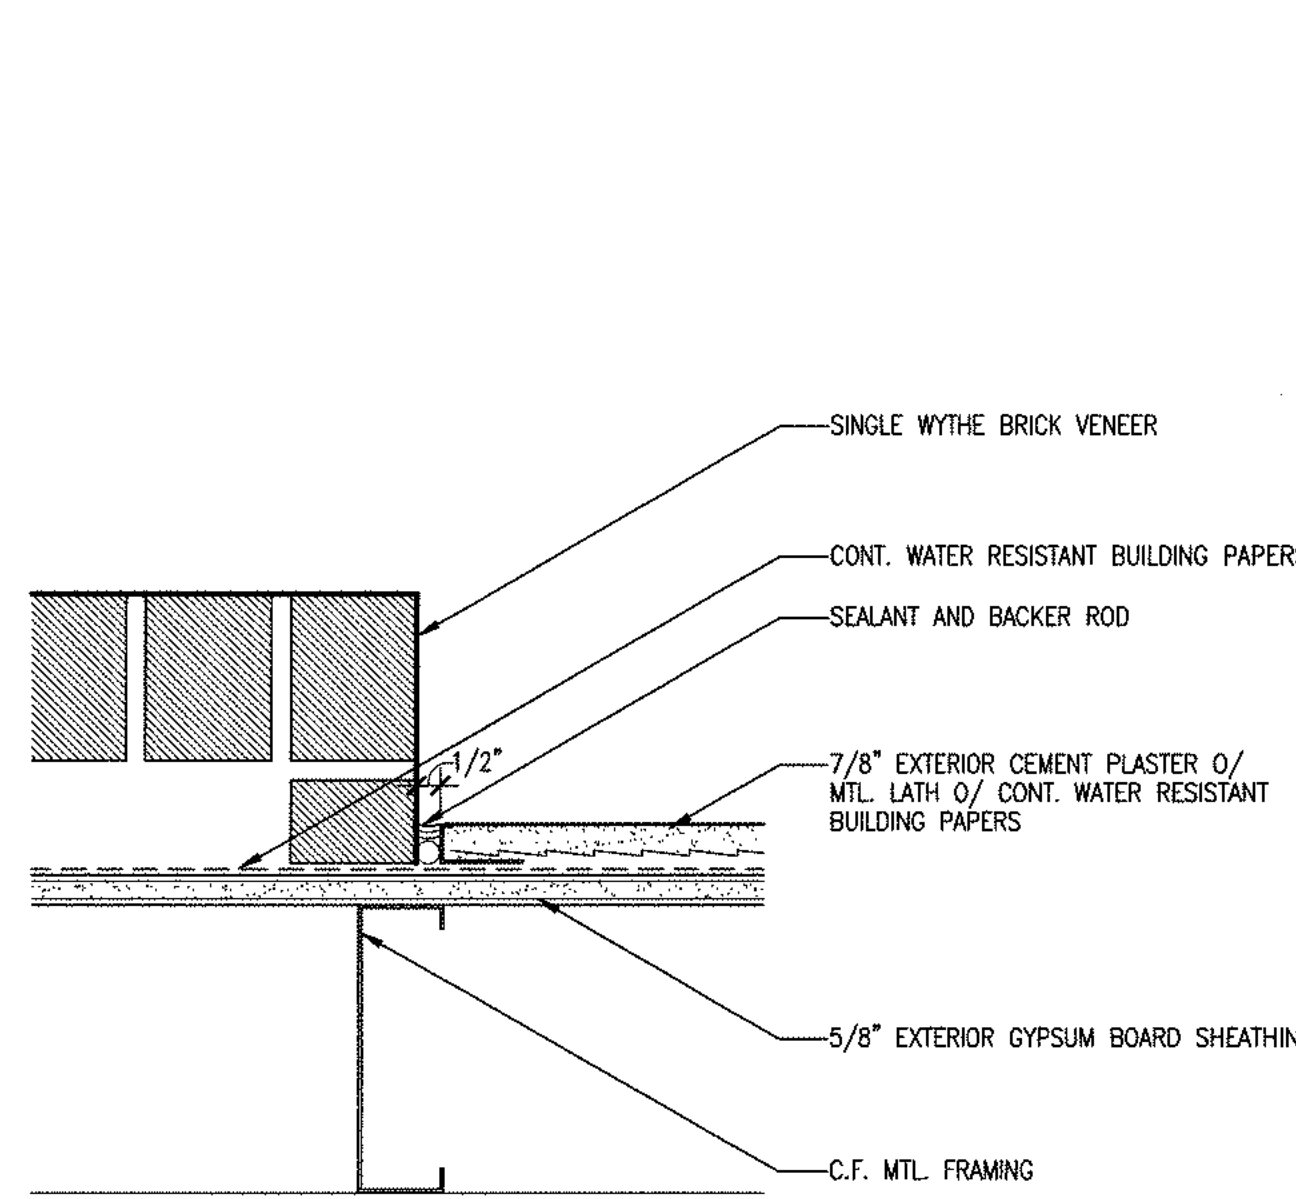 SINGLE WYTHE BRICK VENEER
CONT. WATER RESISTANT BUILDING PAPERS
SEALANT AND BACKER ROD
1/2"
7/8" EXTERIOR CEMENT PLASTER O/
MTL. LATH O/ CONT. WATER RESISTANT
BUILDING PAPERS
5/8" EXTERIOR GYPSUM BOARD SHEATHIN
C.F. MTL. FRAMING